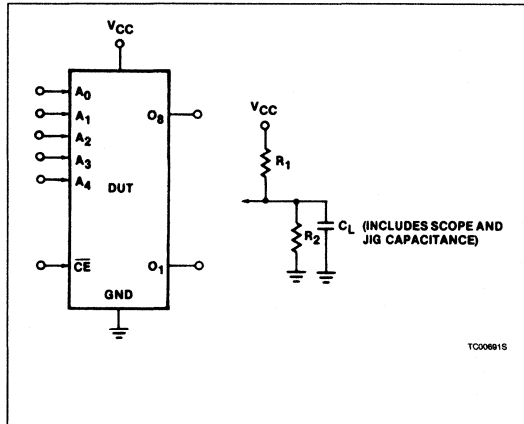 VCC
A0
A1
A2
A3
A4
O8
DUT
CE
O1
GND
VCC
R1
R2
CL (INCLUDES SCOPE AND
JIG CAPACITANCE)
TC00691S